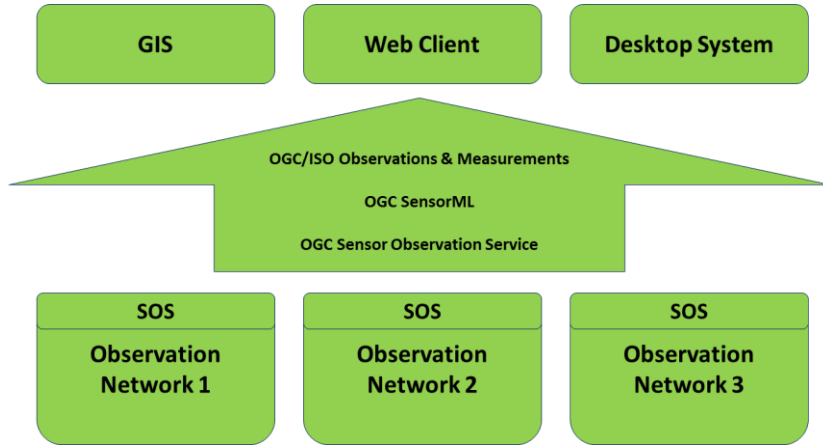 GIS
Web Client
Desktop System
OGC/ISO Observations & Measurements
OGC SensorML
OGC Sensor Observation Service
SOS
Observation
Network 1
SOS
Observation
Network 2
SOS
Observation
Network 3